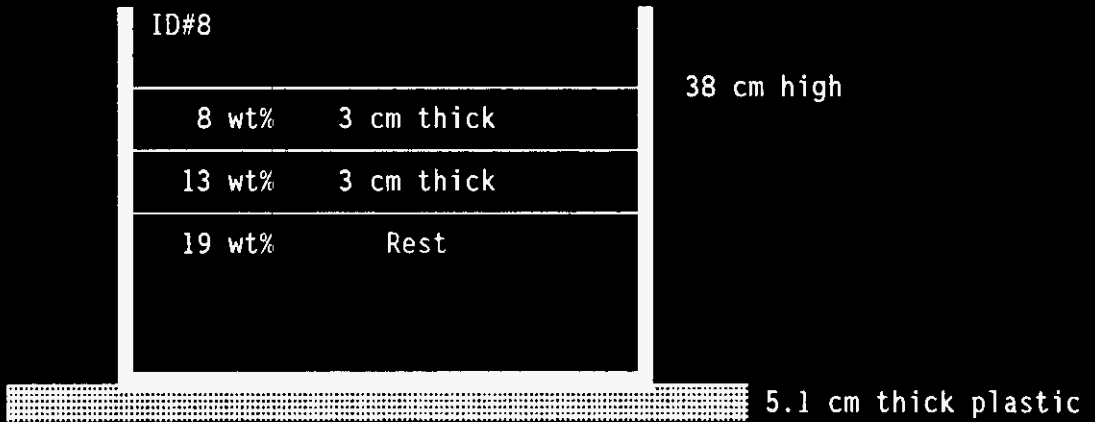 ID#8
38 cm high
8 wt% 3 cm thick
13 wt% 3 cm thick
19 wt% Rest
5.1 cm thick plastic